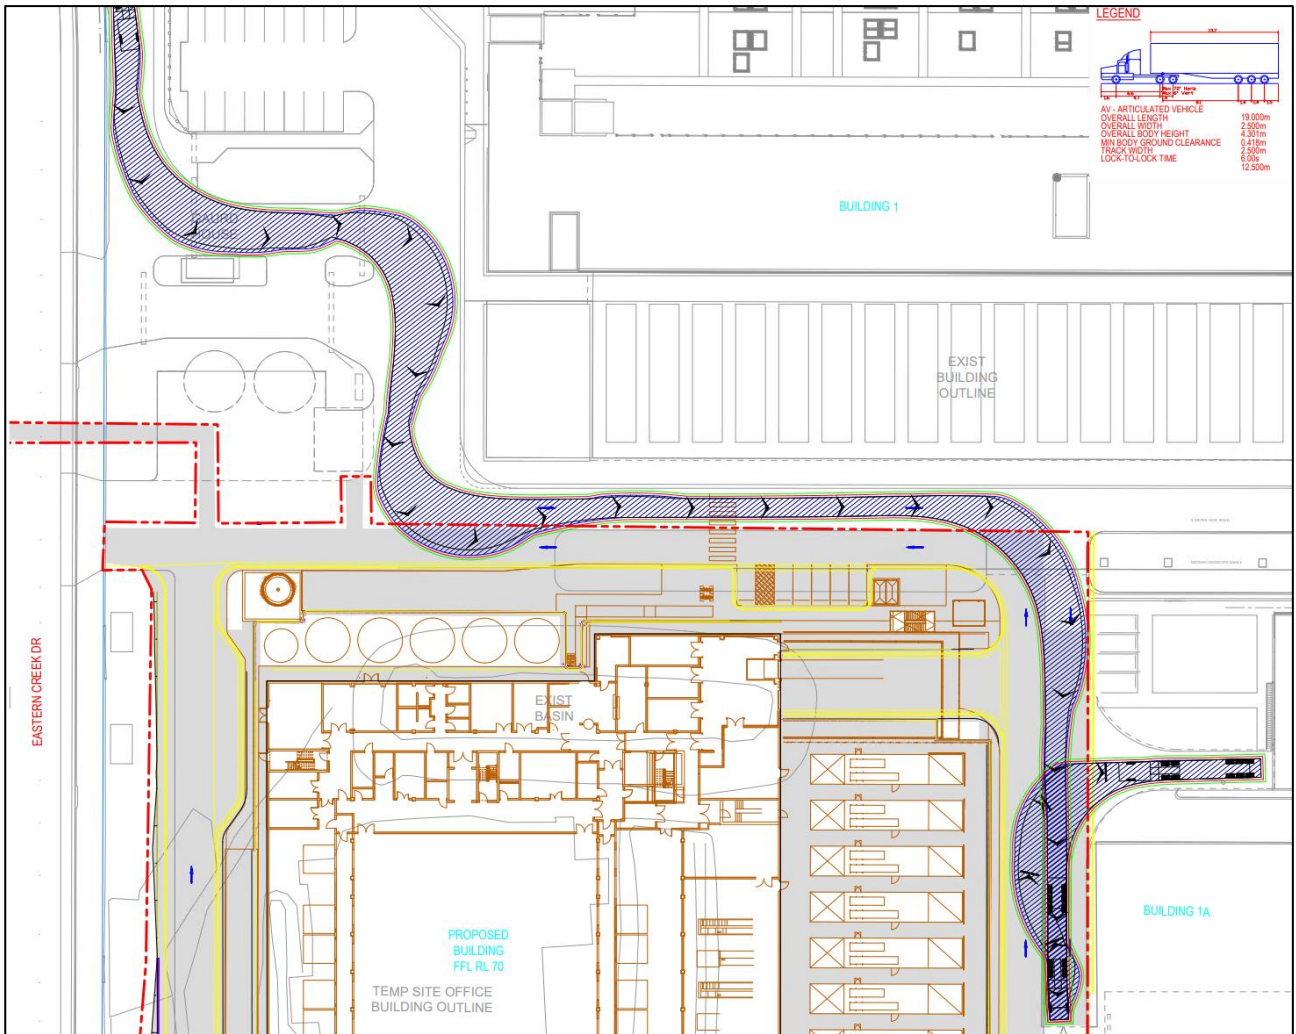 LEGEND
AV - ARTICULATED VEHICLE
OVERALL LENGTH 19.000m
OVERALL WIDTH 2.500m
OVERALL BODY HEIGHT 4.301m
MIN BODY GROUND CLEARANCE 0.418m
TRACK WIDTH 2.500m
LOCK-TO-LOCK TIME 6.00s
12.500m
BUILDING 1
GAURD
HOUSE
EXIST
BUILDING
OUTLINE
EASTERN CREEK DR
EXIST
BASIN
BUILDING 1A
PROPOSED
BUILDING
FFL RL 70
TEMP SITE OFFICE
BUILDING OUTLINE